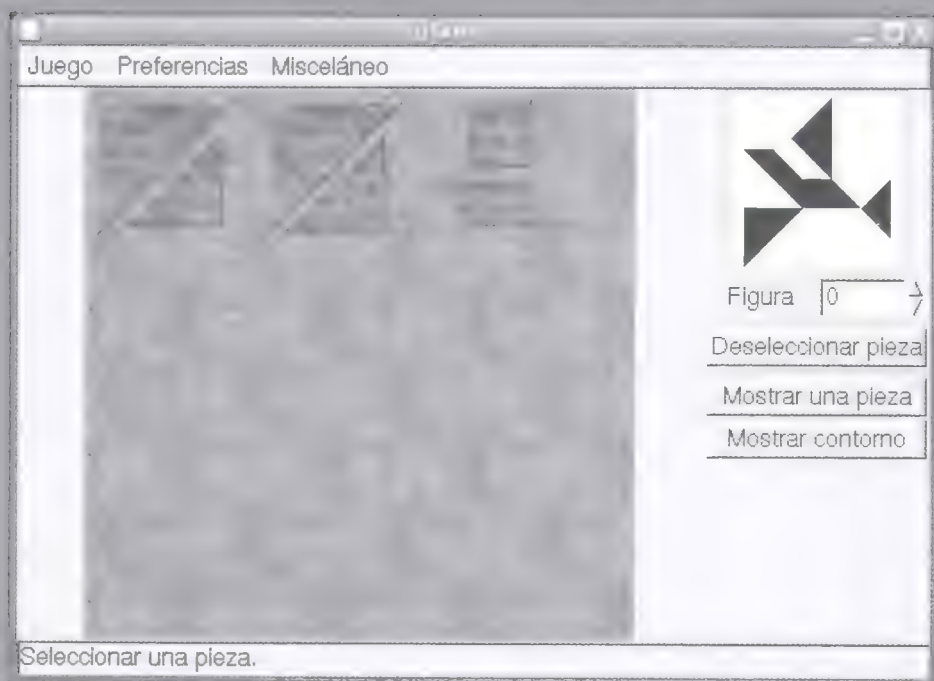 Juego Preferencias Misceláneo
Figura 0
Deseleccionar pieza
Mostrar una pieza
Mostrar contorno
Seleccionar una pieza.